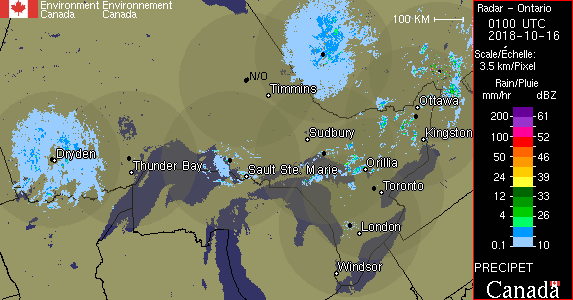 Environment Environnement
Canada Canada
100 KM
N/O
Timmins
Ottawa
Sudbury
Kingston
Dryden
Thunder Bay
Sault Ste. Marie
Orillia
Toronto
London
Windsor
Radar - Ontario
0100 UTC
2018-10-16
Scale/Échelle:
3.5 km/Pixel
Rain/Pluie
mm/hr dBZ
200 61
100 52
50 46
24 39
12 33
4 26
0.1 10
PRECIPET
Canada